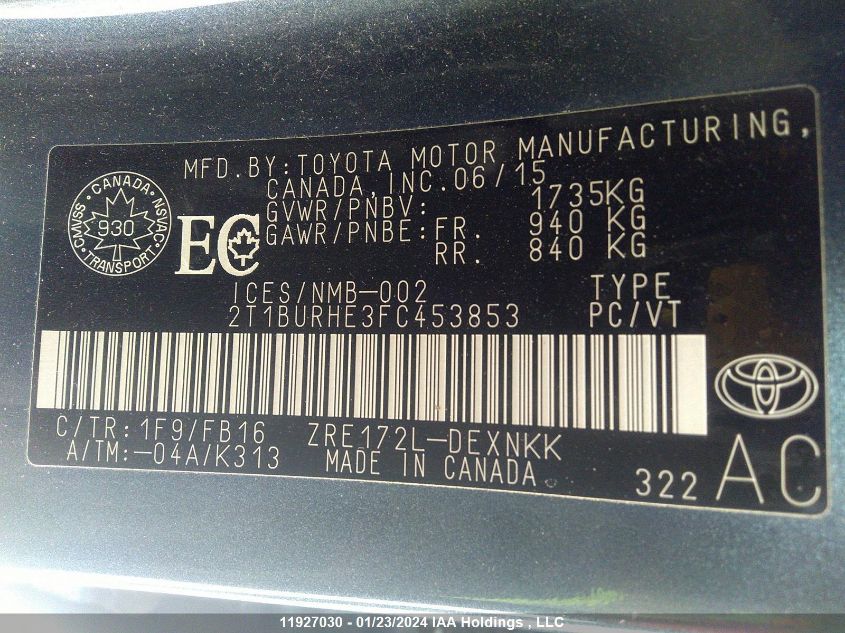 MFD.BY:TOYOTA MOTOR MANUFACTURING,
CANADA,INC.06/15
GVWR/PNBV: 1735KG
GAWR/PNBE:FR. 940 KG
RR. 840 KG
CANADA
CMVSS
NSVAC
930
TRANSPORT
EC
ICES/NMB-002 TYPE
2T1BURHE3FC453853 PC/VT
C/TR:1F9/FB16 ZRE172L-DEXNKK
A/TM:-04A/K313 MADE IN CANADA
322 AC
11927030 - 01/23/2024 IAA Holdings , LLC